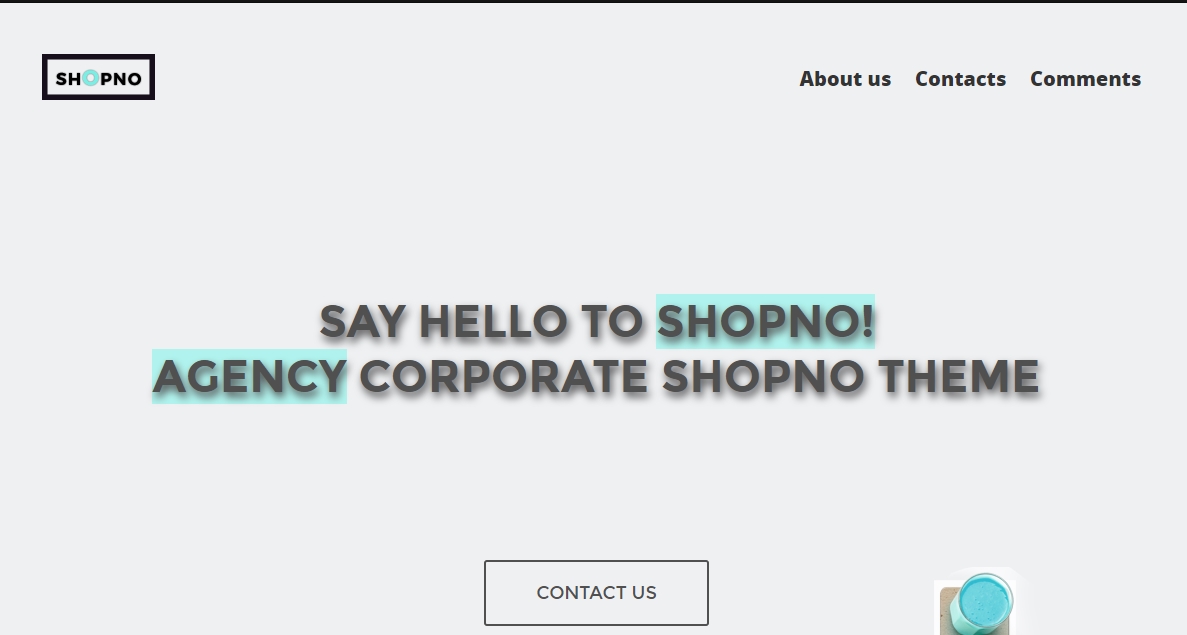 SHOPNO
About us Contacts Comments
SAY HELLO TO SHOPNO!
AGENCY CORPORATE SHOPNO THEME
CONTACT US